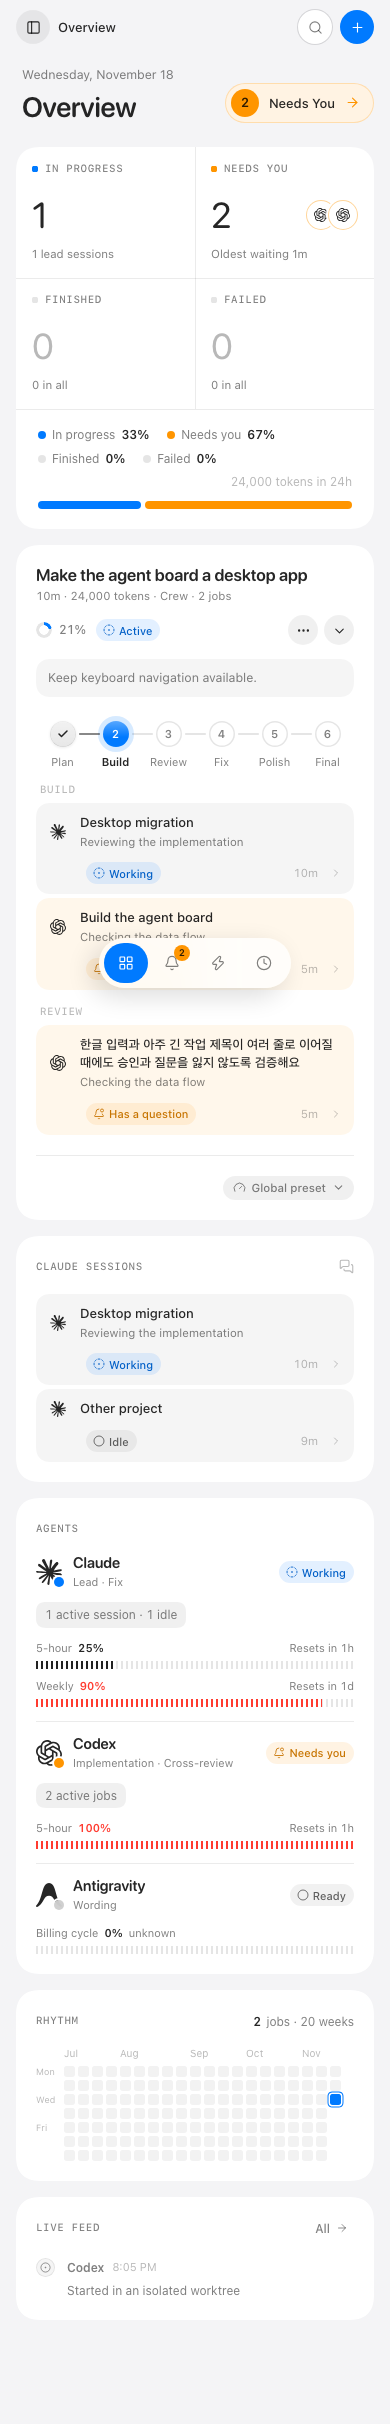 Overview
Wednesday, November 18
Overview
2 Needs You →
IN PROGRESS
1
1 lead sessions
NEEDS YOU
2
Oldest waiting 1m
FINISHED
0
0 in all
FAILED
0
0 in all
In progress 33% Needs you 67%
Finished 0% Failed 0%
24,000 tokens in 24h
Make the agent board a desktop app
10m · 24,000 tokens · Crew · 2 jobs
21% Active
Keep keyboard navigation available.
2 3 4 5 6
Plan Build Review Fix Polish Final
BUILD
Desktop migration
Reviewing the implementation
Working 10m
Build the agent board
Checking the data flow
5m
2
REVIEW
한글 입력과 아주 긴 작업 제목이 여러 줄로 이어질
때에도 승인과 질문을 잃지 않도록 검증해요
Checking the data flow
Has a question 5m
Global preset
CLAUDE SESSIONS
Desktop migration
Reviewing the implementation
Working 10m
Other project
Idle 9m
AGENTS
Claude
Lead · Fix
Working
1 active session · 1 idle
5-hour 25% Resets in 1h
Weekly 90% Resets in 1d
Codex
Implementation · Cross-review
Needs you
2 active jobs
5-hour 100% Resets in 1h
Antigravity
Wording
Ready
Billing cycle 0% unknown
RHYTHM 2 jobs · 20 weeks
Jul Aug Sep Oct Nov
Mon
Wed
Fri
LIVE FEED All →
Codex 8:05 PM
Started in an isolated worktree